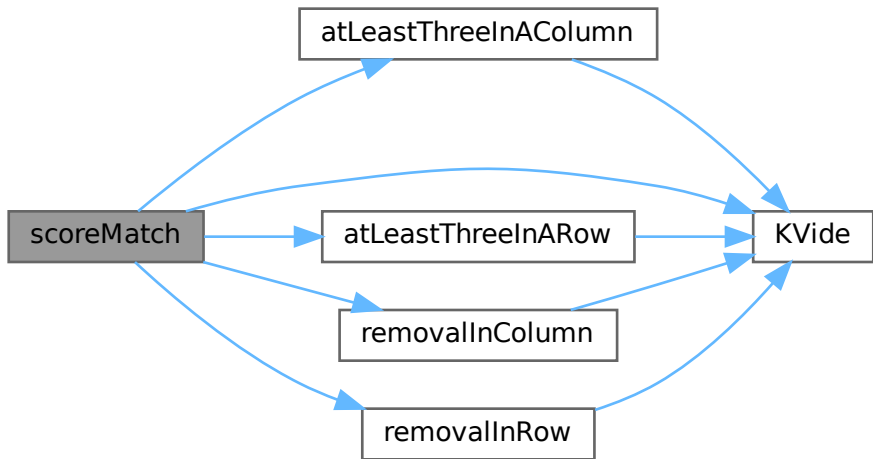 atLeastThreeInAColumn
scoreMatch
atLeastThreeInARow
KVide
removalInColumn
removalInRow